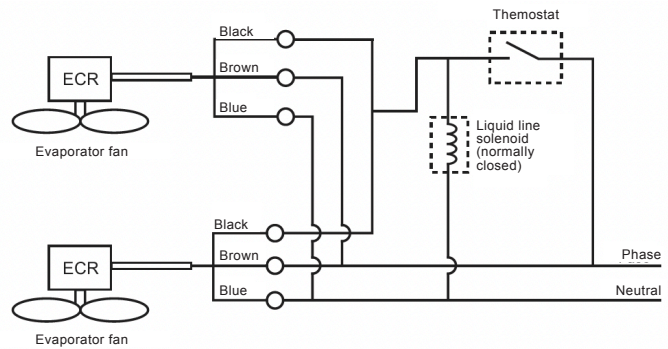 Themostat
Black
Brown
ECR
Blue
Evaporator fan
Liquid line
solenoid
(normally
closed)
Black
Brown
Phase
ECR
Blue
Neutral
Evaporator fan